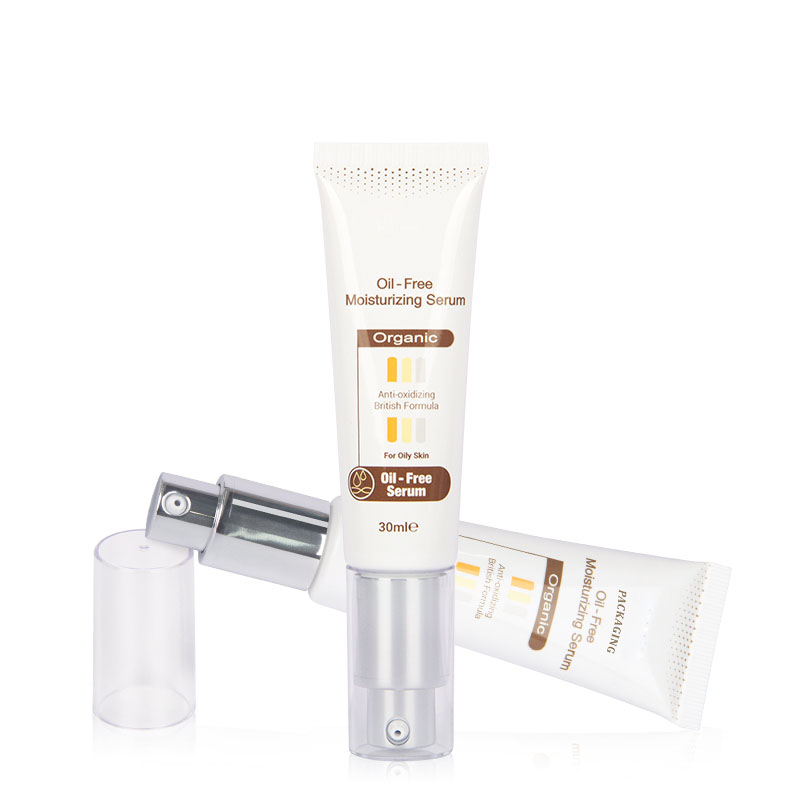 Oil-Free
Moisturizing Serum
Organic
Anti-oxidizing
British Formula
For Oily Skin
Oil-Free
Serum
30ml℮
PACKAGING
Oil-Free
Moisturizing Serum
Organic
Anti-oxidizing
British Formula